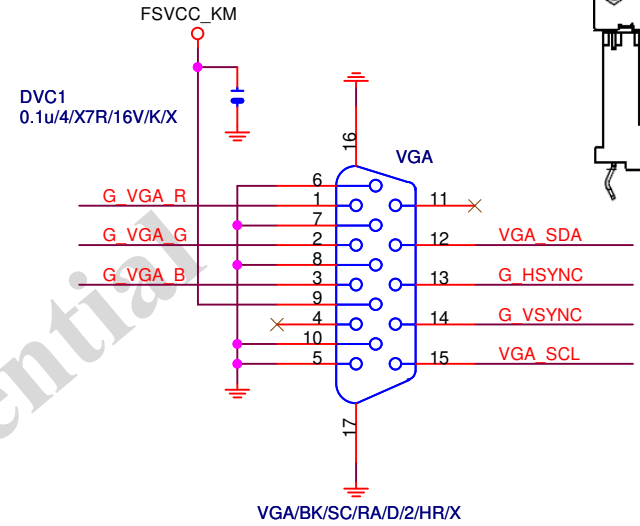 FSVCC_KM
DVC1
0.1u/4/X7R/16V/K/X
16
VGA
6
G_VGA_R 1 11
7
G_VGA_G 2 12 VGA_SDA
8
G_VGA_B 3 13 G_HSYNC
9
4 14 G_VSYNC
10
5 15 VGA_SCL
17
VGA/BK/SC/RA/D/2/HR/X
ential